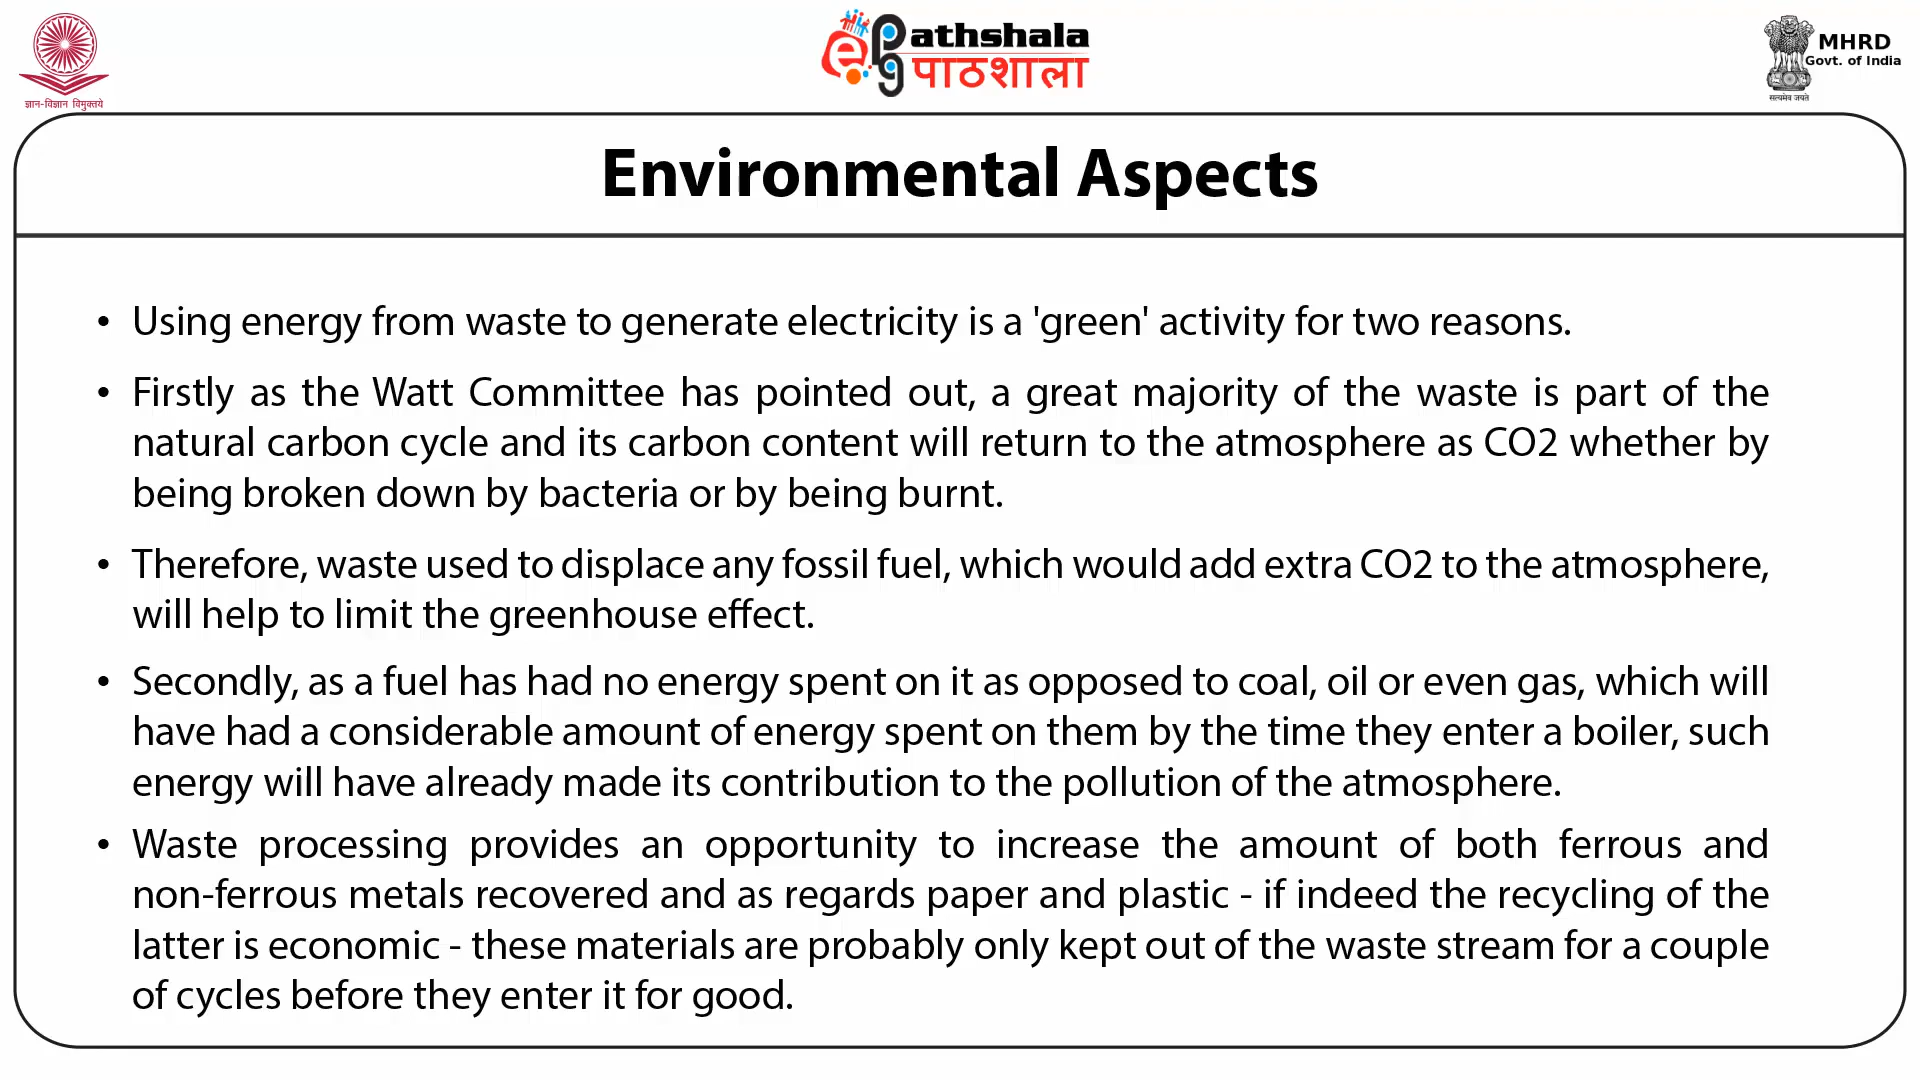 ज्ञान-विज्ञान विमुक्तये
ePathshala
पाठशाला
MHRD
Govt. of India
सत्यमेव जयते
Environmental Aspects
• Using energy from waste to generate electricity is a 'green' activity for two reasons.
• Firstly as the Watt Committee has pointed out, a great majority of the waste is part of the
natural carbon cycle and its carbon content will return to the atmosphere as CO2 whether by
being broken down by bacteria or by being burnt.
• Therefore, waste used to displace any fossil fuel, which would add extra CO2 to the atmosphere,
will help to limit the greenhouse effect.
• Secondly, as a fuel has had no energy spent on it as opposed to coal, oil or even gas, which will
have had a considerable amount of energy spent on them by the time they enter a boiler, such
energy will have already made its contribution to the pollution of the atmosphere.
• Waste processing provides an opportunity to increase the amount of both ferrous and
non-ferrous metals recovered and as regards paper and plastic - if indeed the recycling of the
latter is economic - these materials are probably only kept out of the waste stream for a couple
of cycles before they enter it for good.